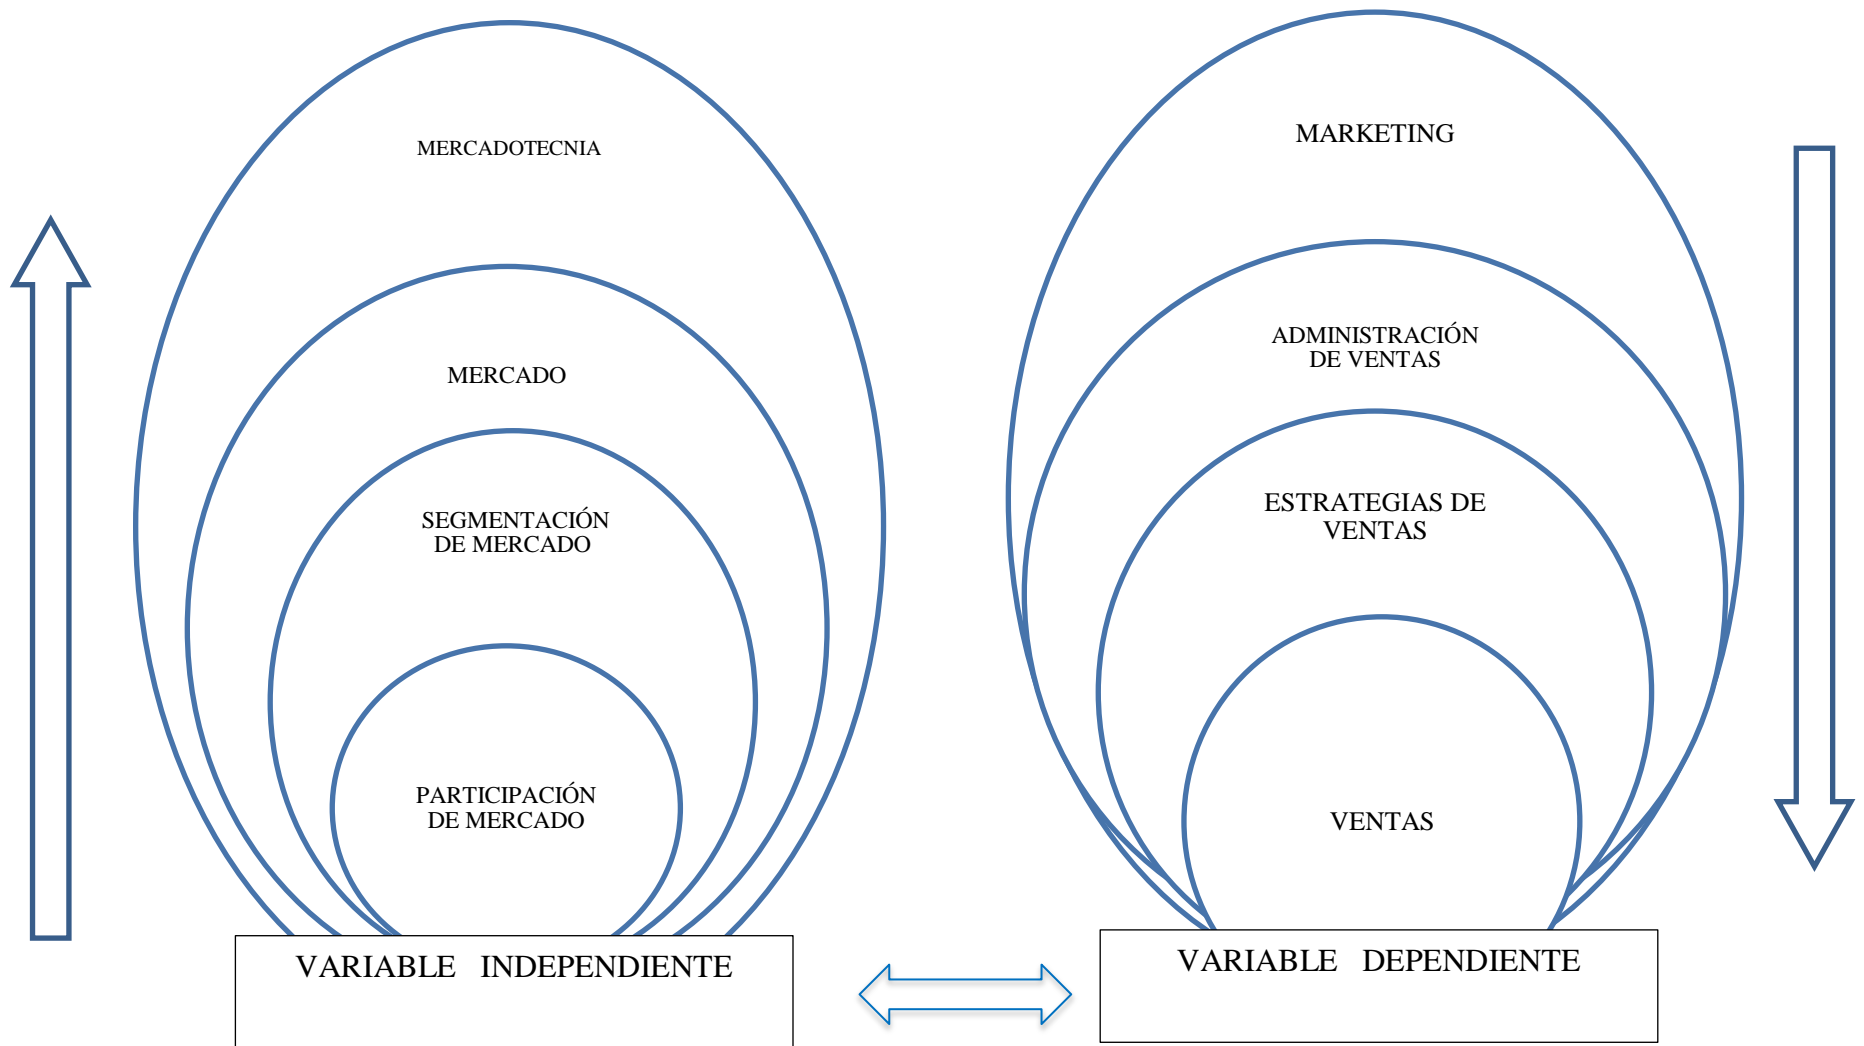 MERCADOTECNIA
MERCADO
SEGMENTACIÓN
DE MERCADO
PARTICIPACIÓN
DE MERCADO
VARIABLE INDEPENDIENTE
MARKETING
ADMINISTRACIÓN
DE VENTAS
ESTRATEGIAS DE
VENTAS
VENTAS
VARIABLE DEPENDIENTE